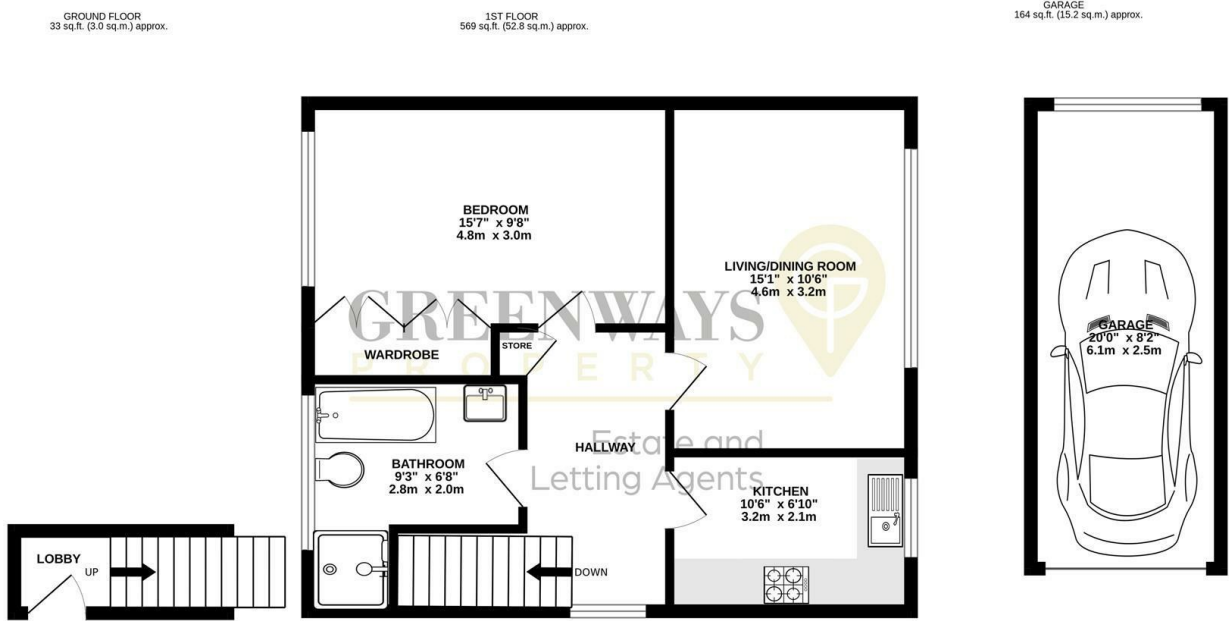 GROUND FLOOR
33 sq.ft. (3.0 sq.m.) approx.
1ST FLOOR
569 sq.ft. (52.8 sq.m.) approx.
GARAGE
164 sq.ft. (15.2 sq.m.) approx.
BEDROOM
15'7" x 9'8"
4.8m x 3.0m
LIVING/DINING ROOM
15'1" x 10'6"
4.6m x 3.2m
GREENWAYS
PROPERTY
Estate and
Letting Agents
WARDROBE
STORE
GARAGE
20'0" x 8'2"
6.1m x 2.5m
HALLWAY
BATHROOM
9'3" x 6'8"
2.8m x 2.0m
KITCHEN
10'6" x 6'10"
3.2m x 2.1m
LOBBY
UP
DOWN